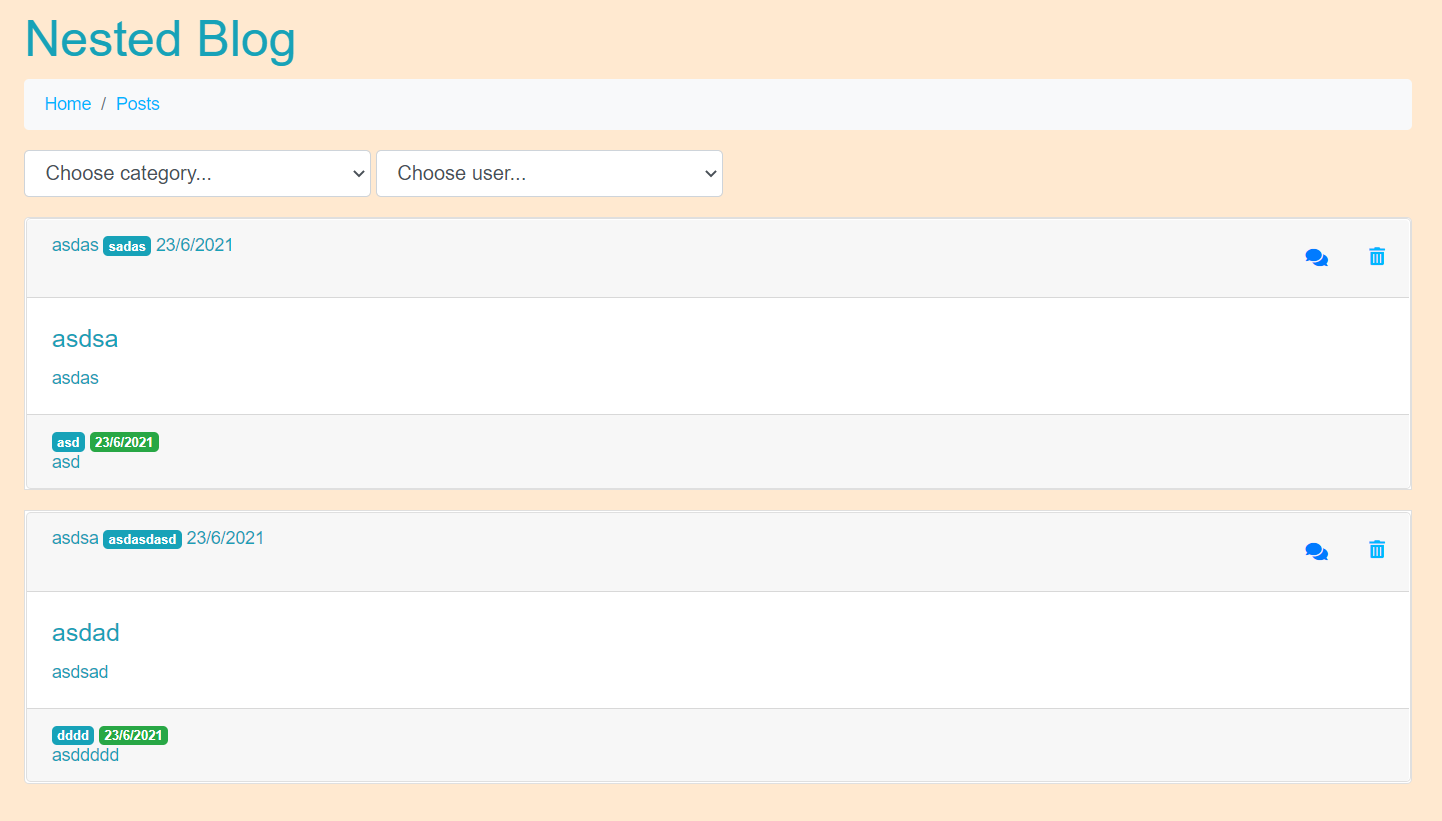 Nested Blog
Home / Posts
Choose category... Choose user...
asdas sadas 23/6/2021
asdsa
asdas
asd 23/6/2021
asd
asdsa asdasdasd 23/6/2021
asdad
asdsad
dddd 23/6/2021
asddddd